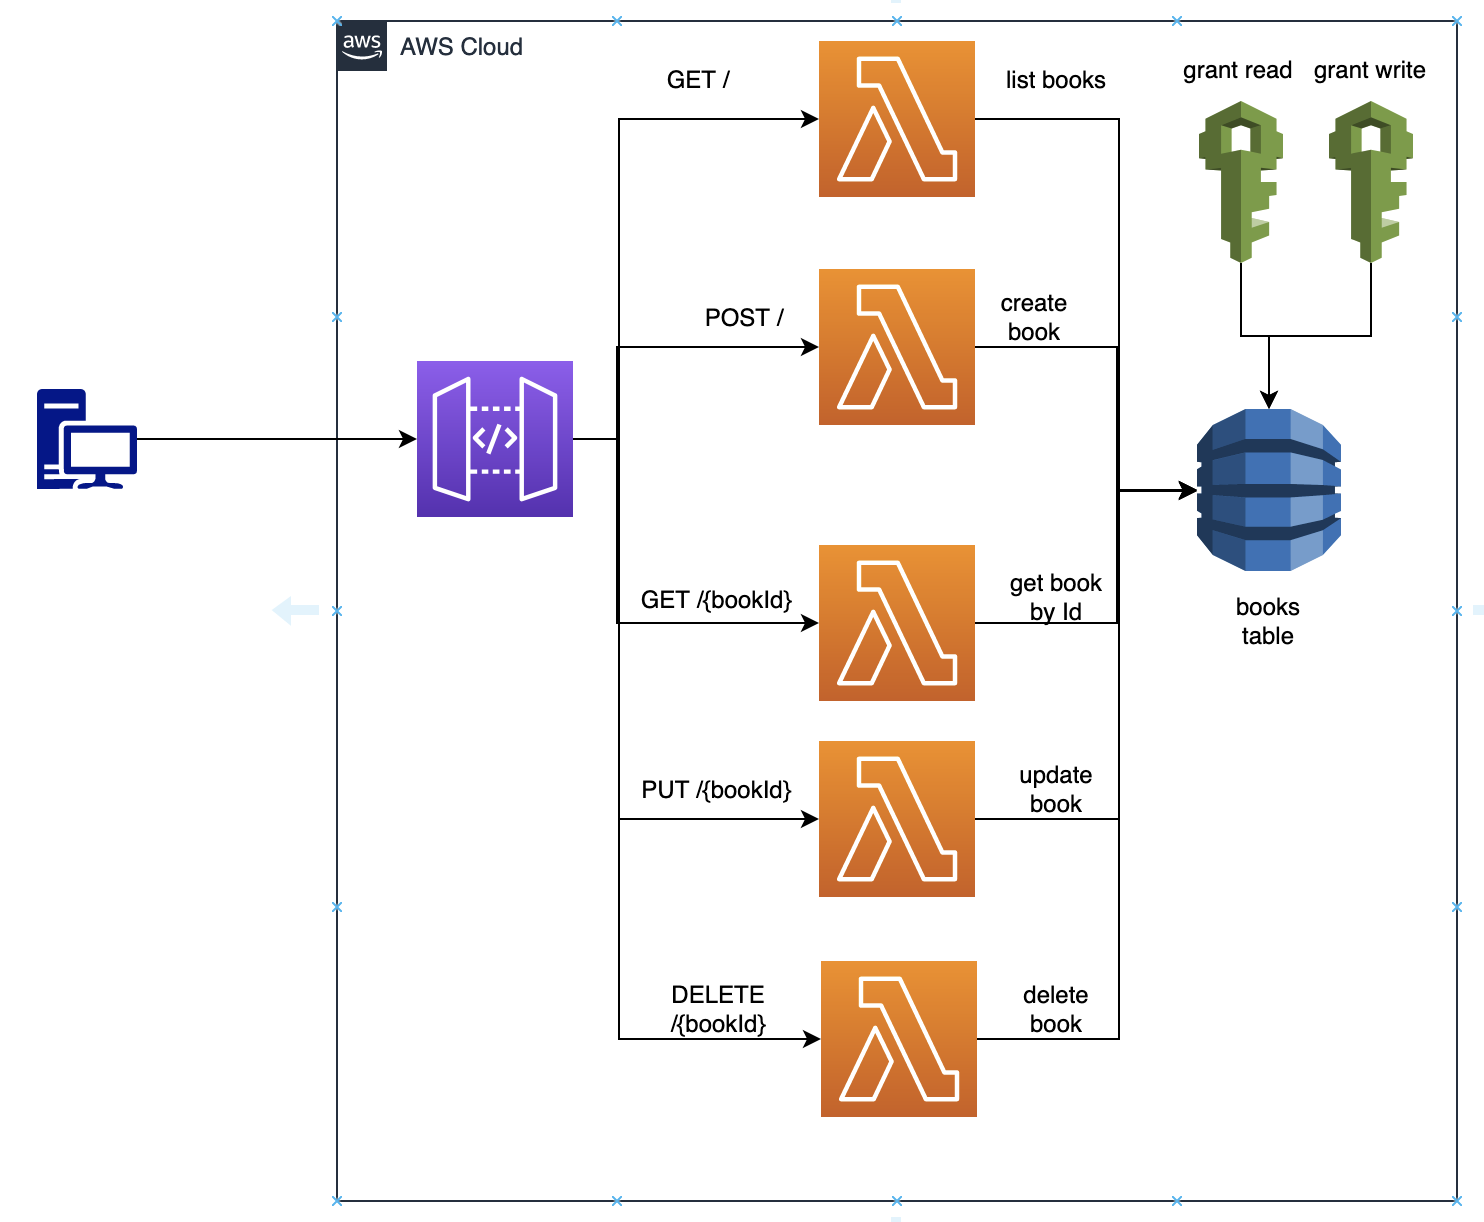 aws
AWS Cloud
GET /
list books
grant read
grant write
POST /
create
book
</>
GET /{bookId}
get book
by Id
books
table
PUT /{bookId}
update
book
DELETE
/{bookId}
delete
book